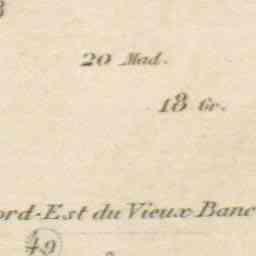 20 Mad.
18 Gr.
ord-Est du Vieux Banc
49